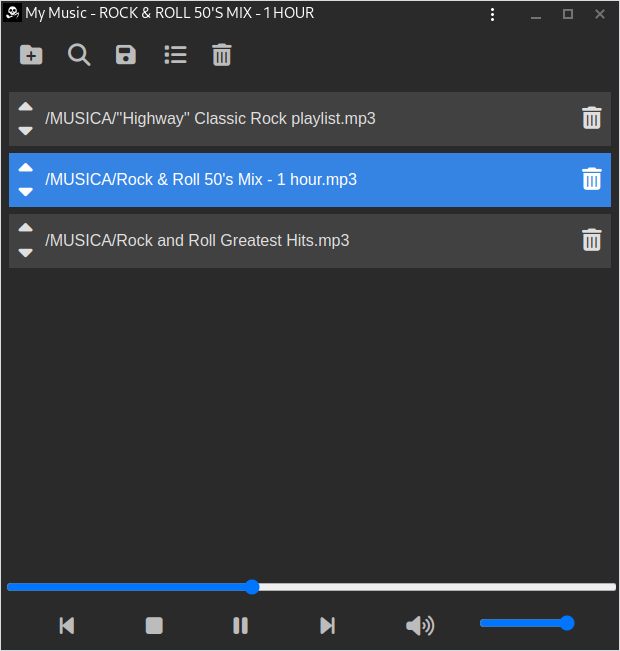 My Music - ROCK & ROLL 50'S MIX - 1 HOUR
/MUSICA/"Highway" Classic Rock playlist.mp3
/MUSICA/Rock & Roll 50's Mix - 1 hour.mp3
/MUSICA/Rock and Roll Greatest Hits.mp3